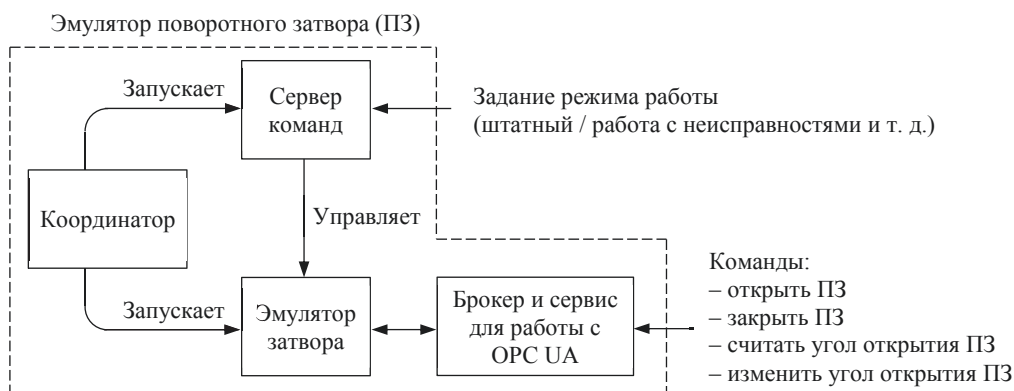 Эмулятор поворотного затвора (ПЗ)
Запускает
Сервер
команд
Задание режима работы
(штатный / работа с неисправностями и т. д.)
Координатор
Управляет
Запускает
Эмулятор
затвора
Брокер и сервис
для работы с
OPC UA
Команды:
– открыть ПЗ
– закрыть ПЗ
– считать угол открытия ПЗ
– изменить угол открытия ПЗ